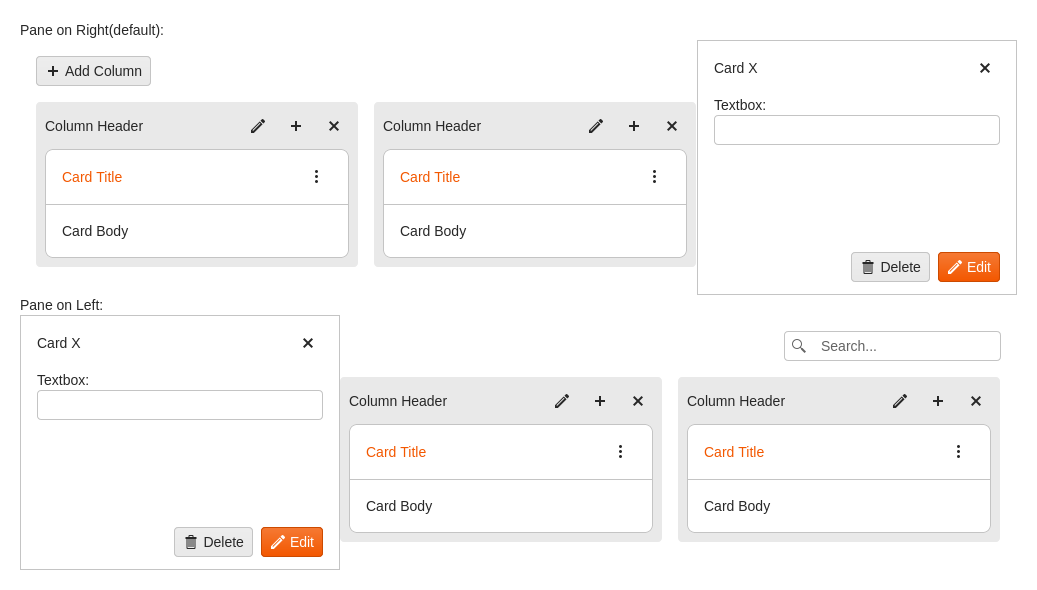 Pane on Right(default):
Add Column
Column Header
Card Title
Card Body
Column Header
Card Title
Card Body
Card X
Textbox:
Delete
Edit
Pane on Left:
Card X
Textbox:
Delete
Edit
Search...
Column Header
Card Title
Card Body
Column Header
Card Title
Card Body